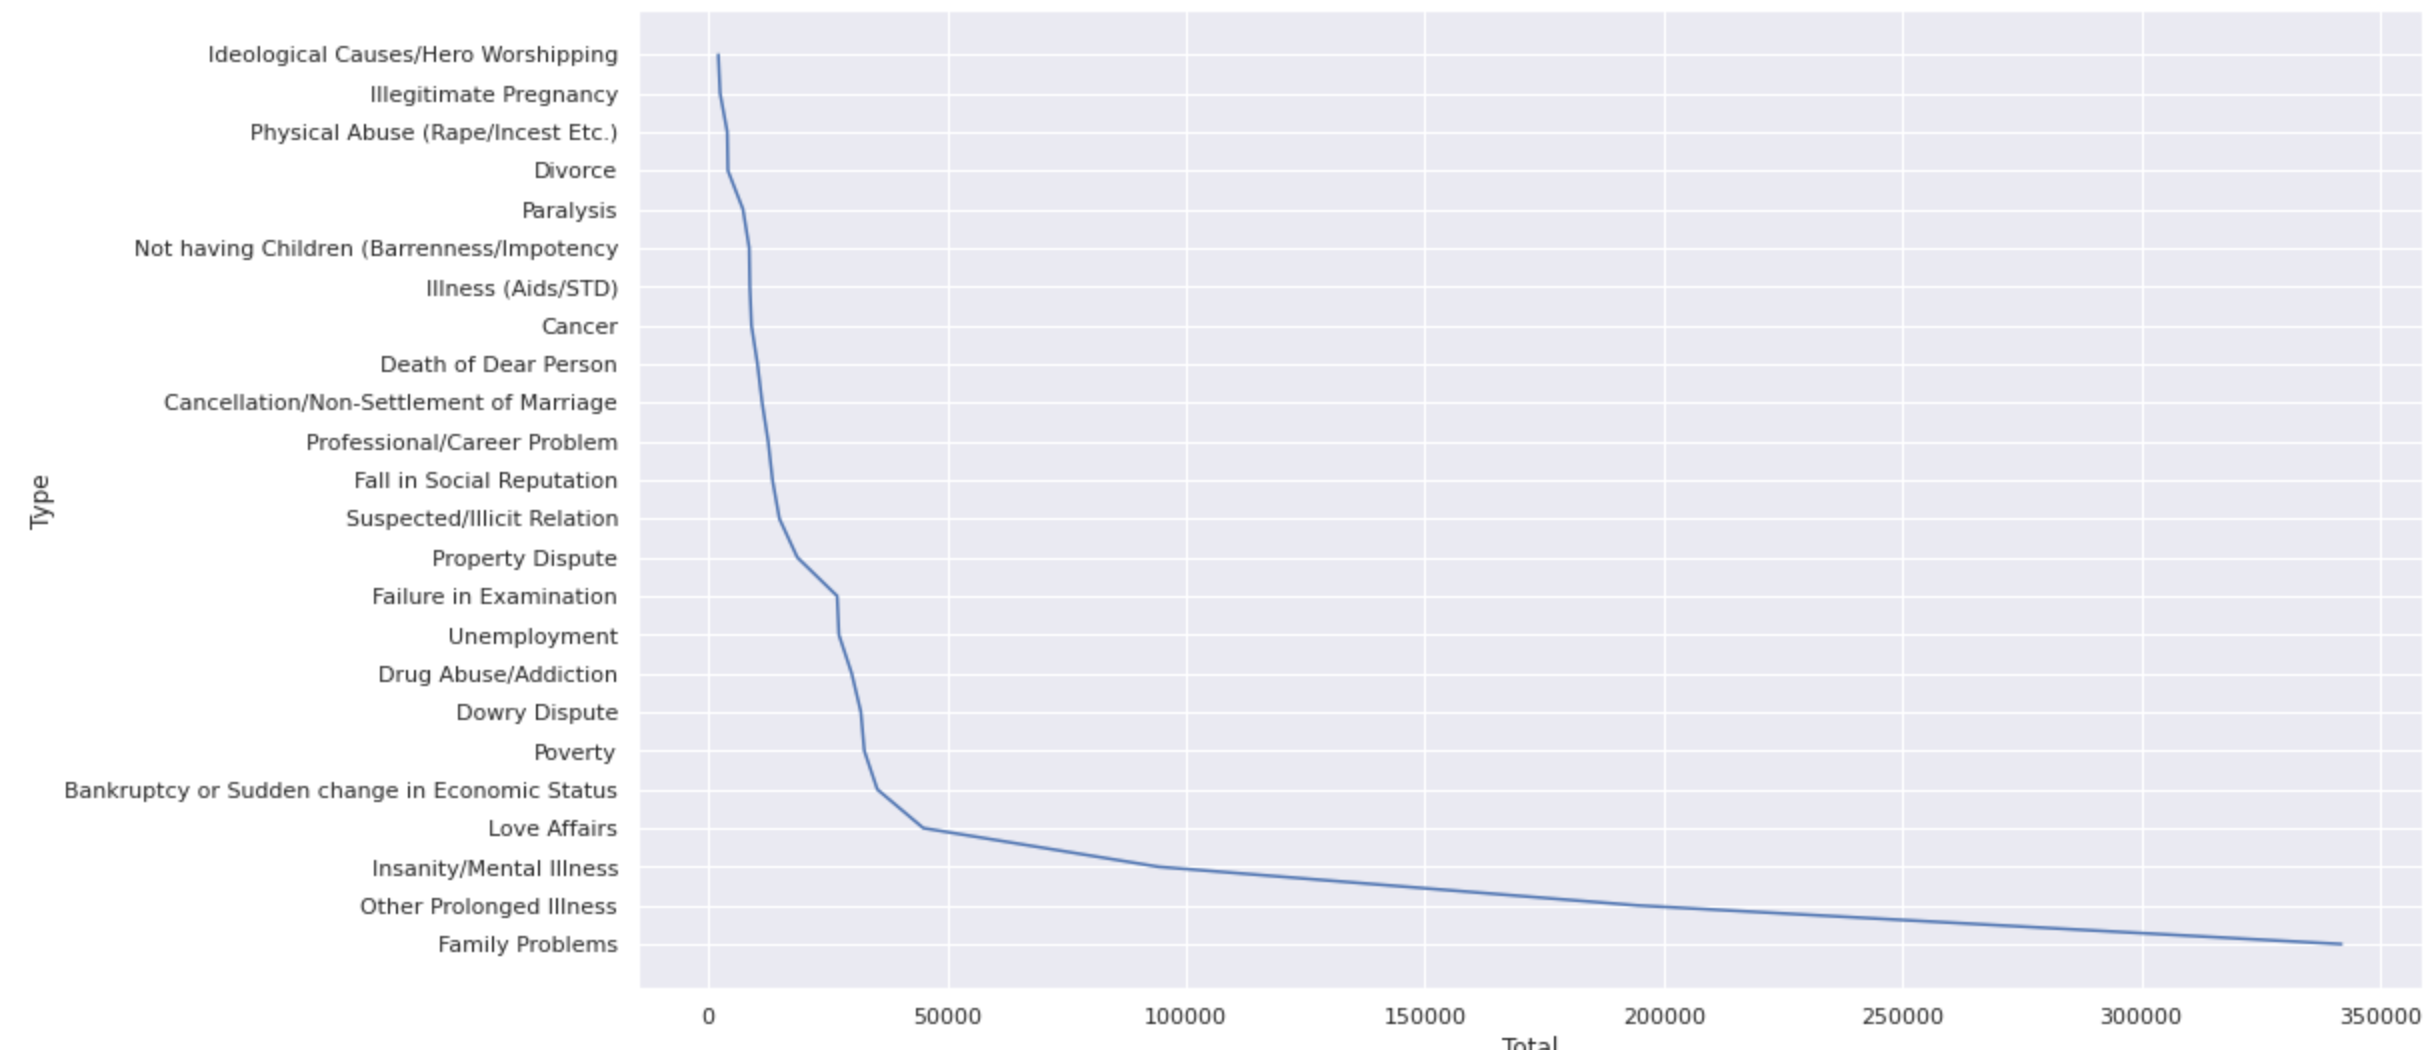 Ideological Causes/Hero Worshipping
Illegitimate Pregnancy
Physical Abuse (Rape/Incest Etc.)
Divorce
Paralysis
Not having Children (Barrenness/Impotency
Illness (Aids/STD)
Cancer
Death of Dear Person
Cancellation/Non-Settlement of Marriage
Professional/Career Problem
Fall in Social Reputation
Suspected/Illicit Relation
Property Dispute
Failure in Examination
Unemployment
Drug Abuse/Addiction
Dowry Dispute
Poverty
Bankruptcy or Sudden change in Economic Status
Love Affairs
Insanity/Mental Illness
Other Prolonged Illness
Family Problems
Type
0 50000 100000 150000 200000 250000 300000 350000
Total